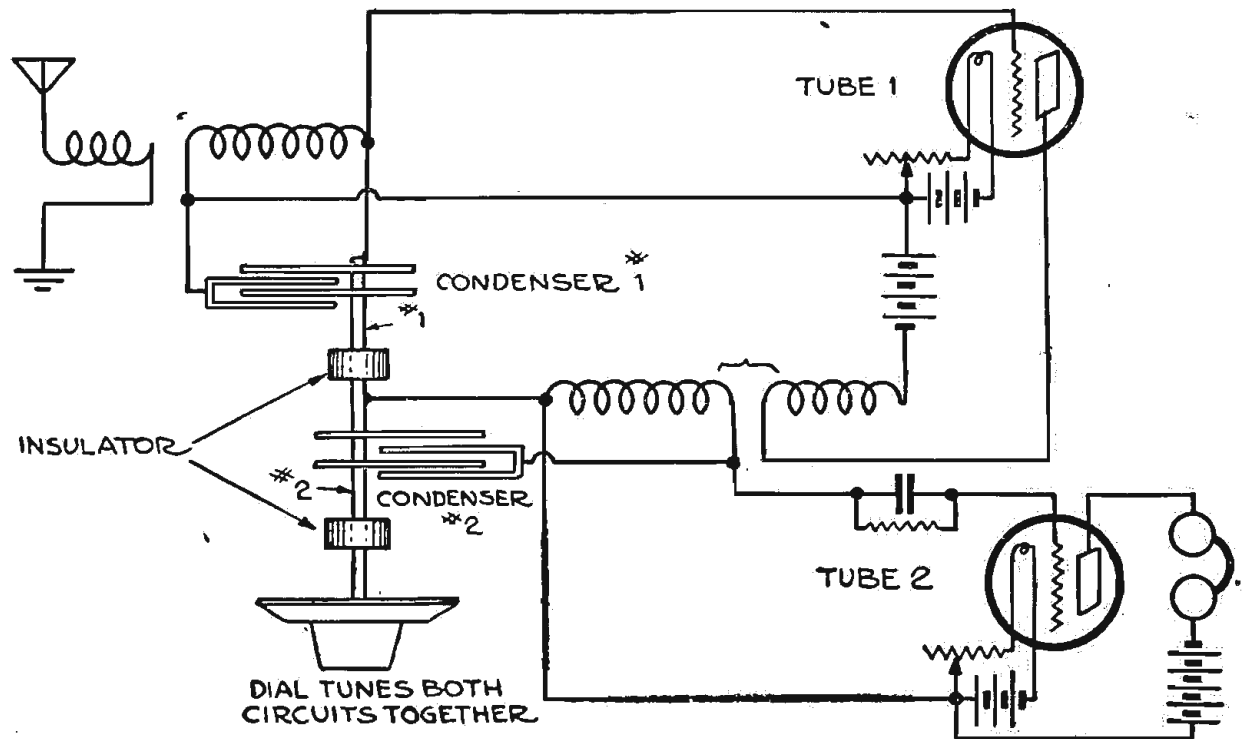 TUBE 1
CONDENSER #1
#1
INSULATOR
#2
CONDENSER
#2
TUBE 2
DIAL TUNES BOTH
CIRCUITS TOGETHER